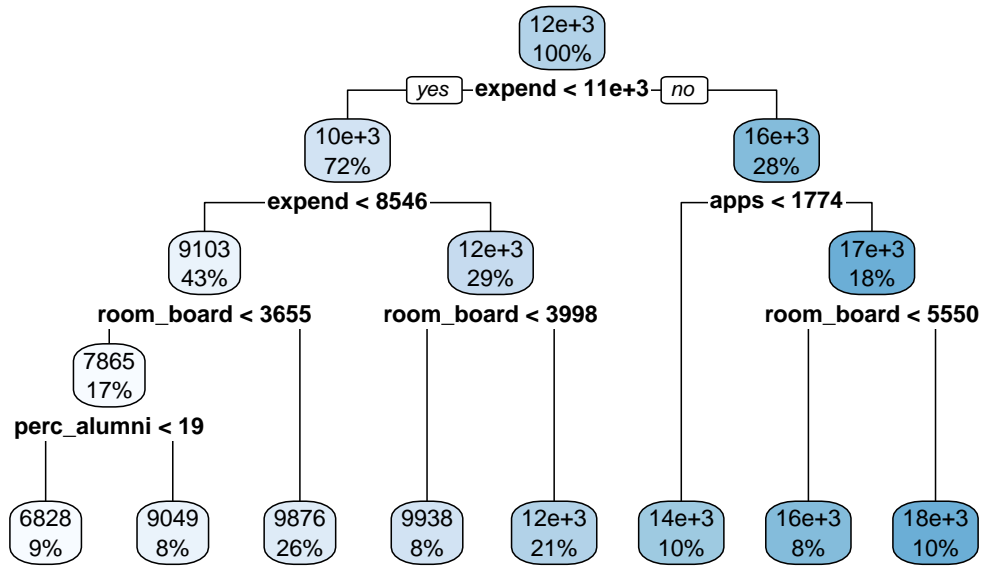 12e+3
100%
yes expend < 11e+3 no
10e+3
72%
16e+3
28%
expend < 8546
apps < 1774
9103
43%
12e+3
29%
17e+3
18%
room_board < 3655
room_board < 3998
room_board < 5550
7865
17%
perc_alumni < 19
6828
9%
9049
8%
9876
26%
9938
8%
12e+3
21%
14e+3
10%
16e+3
8%
18e+3
10%